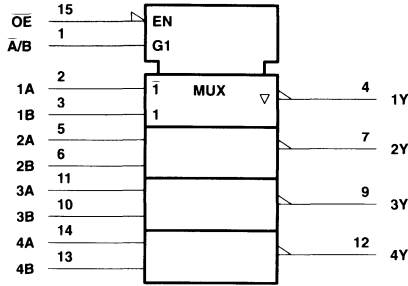 O̅E̅ 15 EN
A̅/B 1 G1
1A 2 1̅ MUX ▽ 4 1Y
1B 3 1
2A 5 7 2Y
2B 6
3A 11 9 3Y
3B 10
4A 14 12 4Y
4B 13